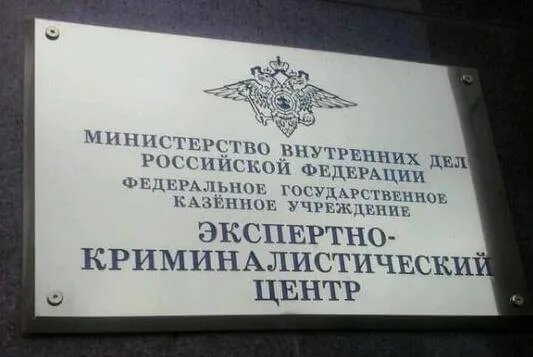 МИНИСТЕРСТВО ВНУТРЕННИХ ДЕЛ
РОССИЙСКОЙ ФЕДЕРАЦИИ
ФЕДЕРАЛЬНОЕ ГОСУДАРСТВЕННОЕ
КАЗЁННОЕ УЧРЕЖДЕНИЕ
ЭКСПЕРТНО-
КРИМИНАЛИСТИЧЕСКИЙ
ЦЕНТР